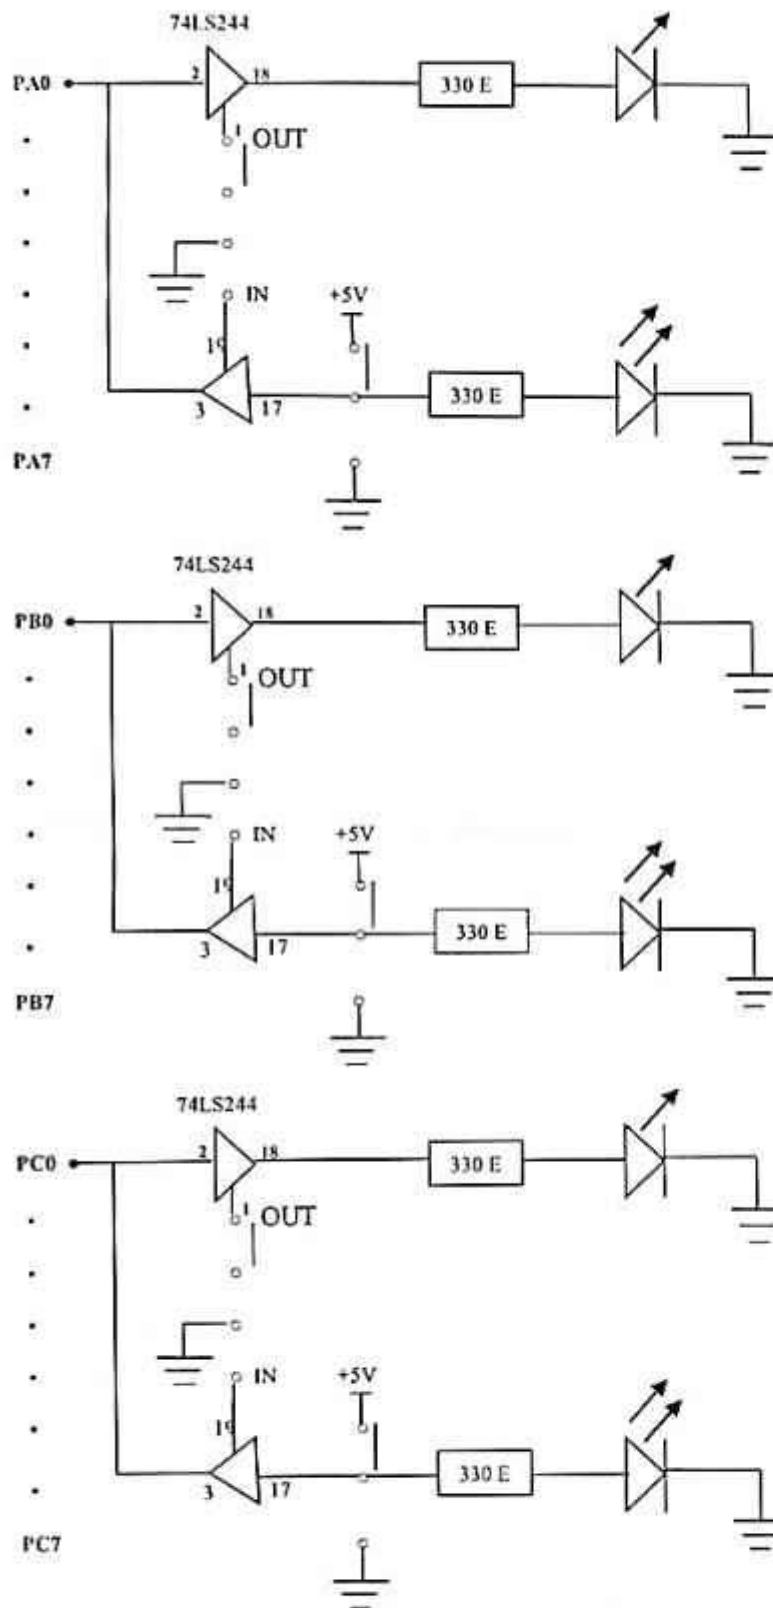 74LS244
PA0
2
18
330 E
1
OUT
IN
+5V
19
3
17
330 E
PA7
74LS244
PB0
2
18
330 E
1
OUT
IN
+5V
19
3
17
330 E
PB7
74LS244
PC0
2
18
330 E
1
OUT
IN
+5V
19
3
17
330 E
PC7